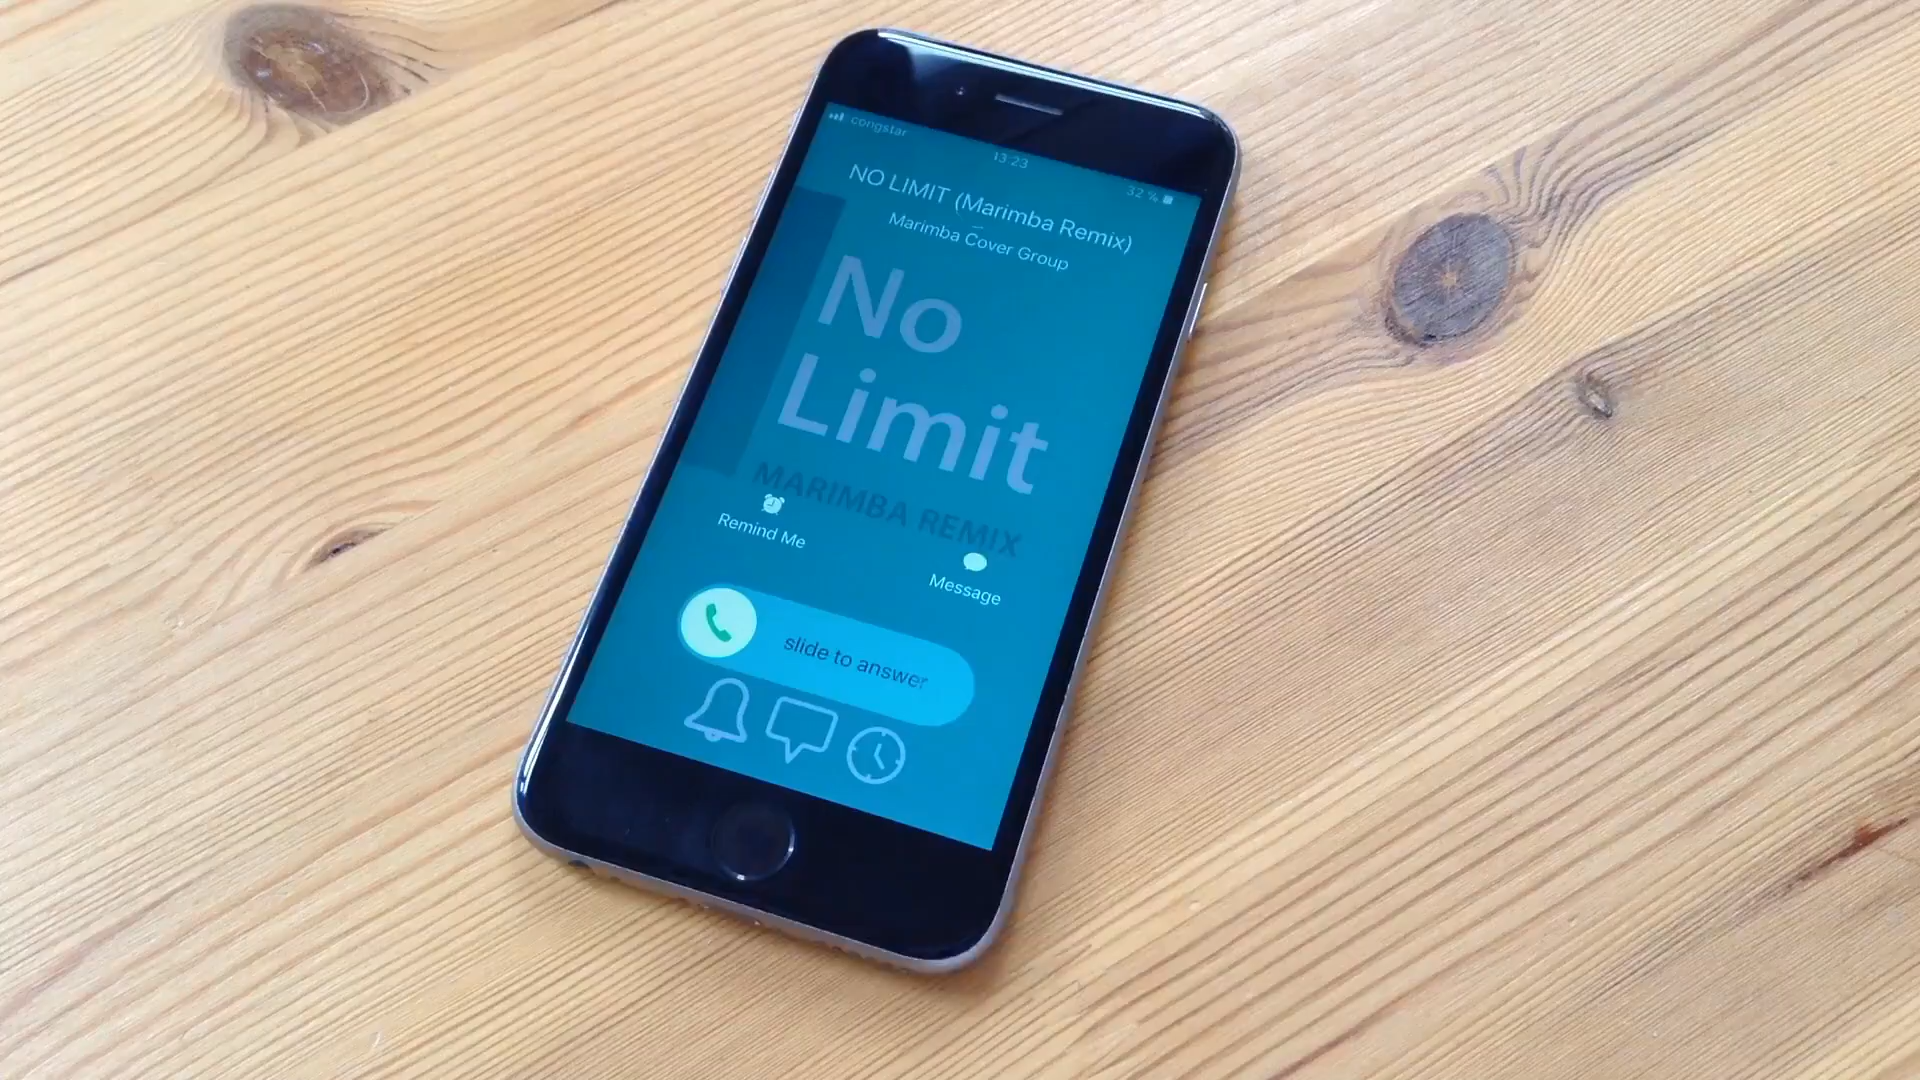 congstar
13:23
32 %
NO LIMIT (Marimba Remix)
Marimba Cover Group
No
Limit
MARIMBA REMIX
Remind Me
Message
slide to answer